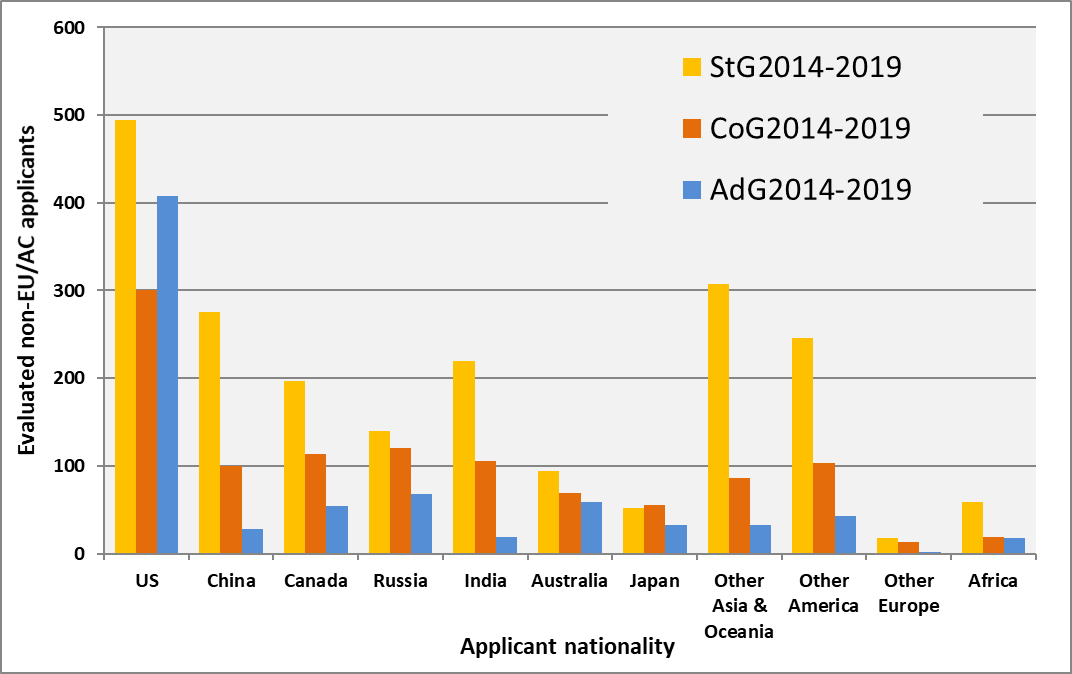 600
500
400
300
200
100
0
Evaluated non-EU/AC applicants
StG2014-2019
CoG2014-2019
AdG2014-2019
US
China
Canada
Russia
India
Australia
Japan
Other
Asia &
Oceania
Other
America
Other
Europe
Africa
Applicant nationality